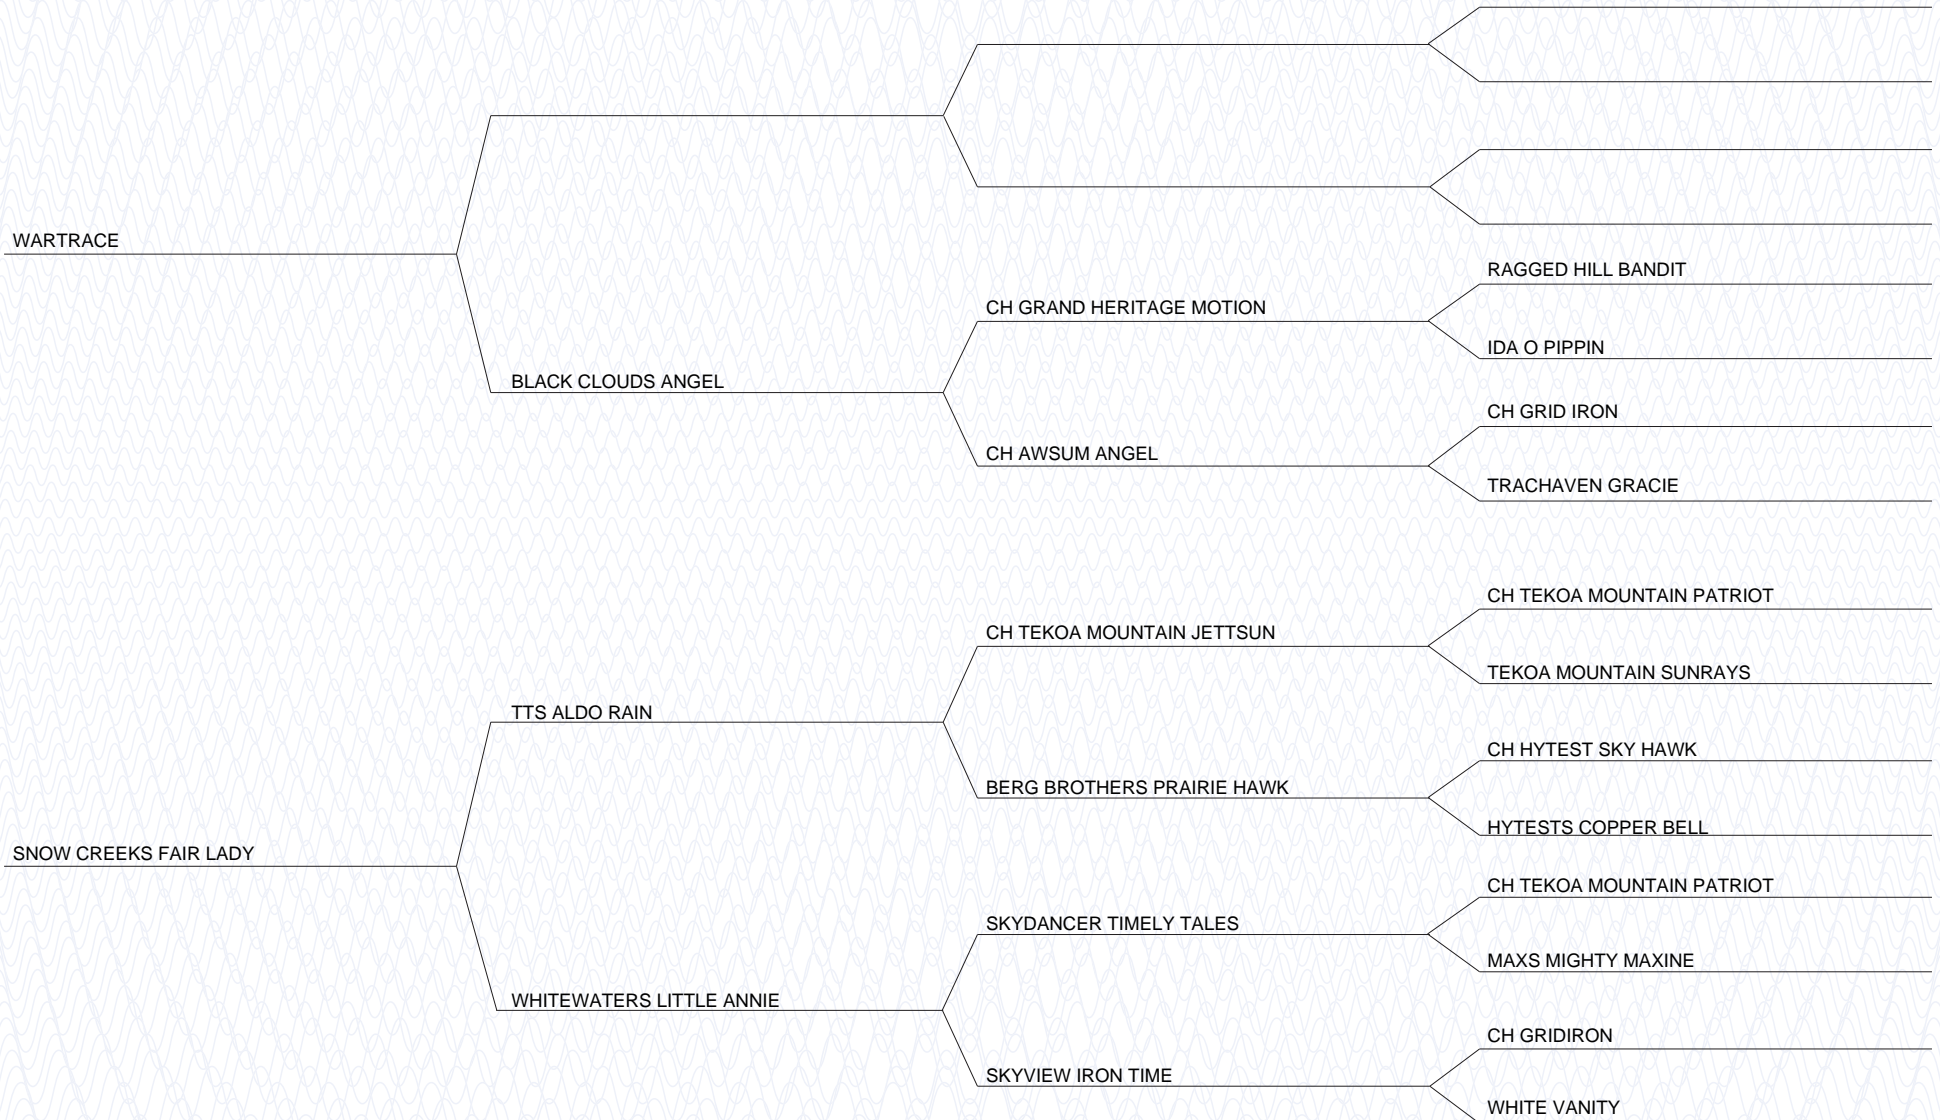 WARTRACE
RAGGED HILL BANDIT
CH GRAND HERITAGE MOTION
IDA O PIPPIN
BLACK CLOUDS ANGEL
CH GRID IRON
CH AWSUM ANGEL
TRACHAVEN GRACIE
CH TEKOA MOUNTAIN PATRIOT
CH TEKOA MOUNTAIN JETTSUN
TEKOA MOUNTAIN SUNRAYS
TTS ALDO RAIN
CH HYTEST SKY HAWK
BERG BROTHERS PRAIRIE HAWK
HYTESTS COPPER BELL
SNOW CREEKS FAIR LADY
CH TEKOA MOUNTAIN PATRIOT
SKYDANCER TIMELY TALES
MAXS MIGHTY MAXINE
WHITEWATERS LITTLE ANNIE
CH GRIDIRON
SKYVIEW IRON TIME
WHITE VANITY